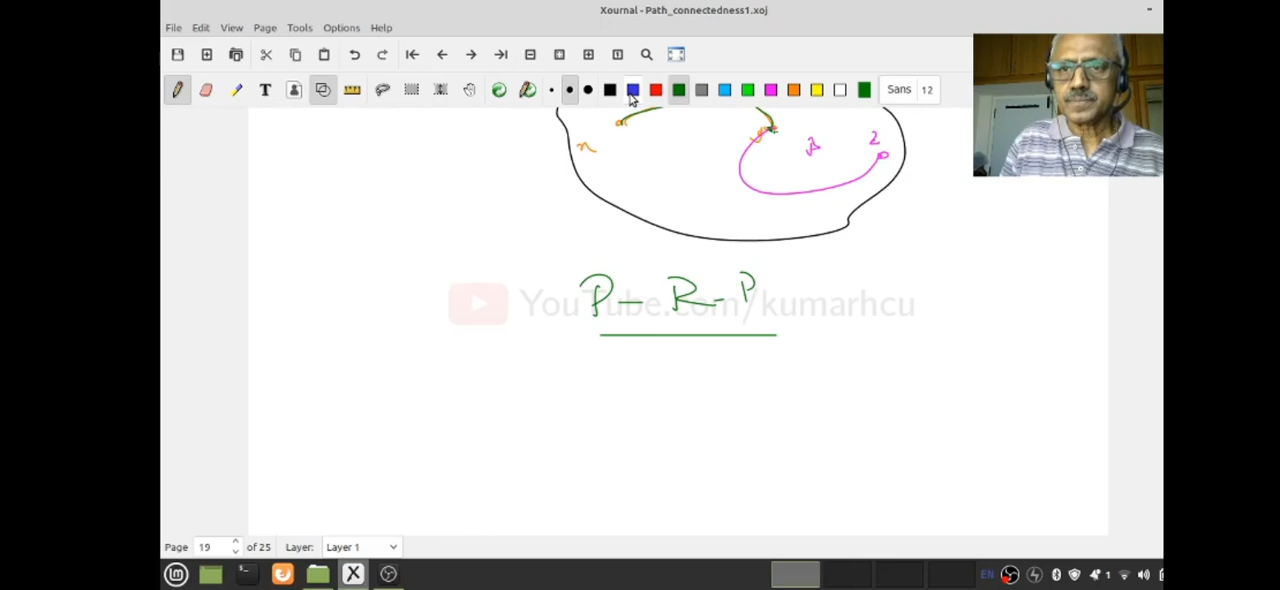 Xournal - Path_connectedness1.xoj
File Edit View Page Tools Options Help
Sans 12
x
y
β
z
P - R - P
YouTube.com/kumarhcu
Page 19 of 25 Layer: Layer 1
EN 1